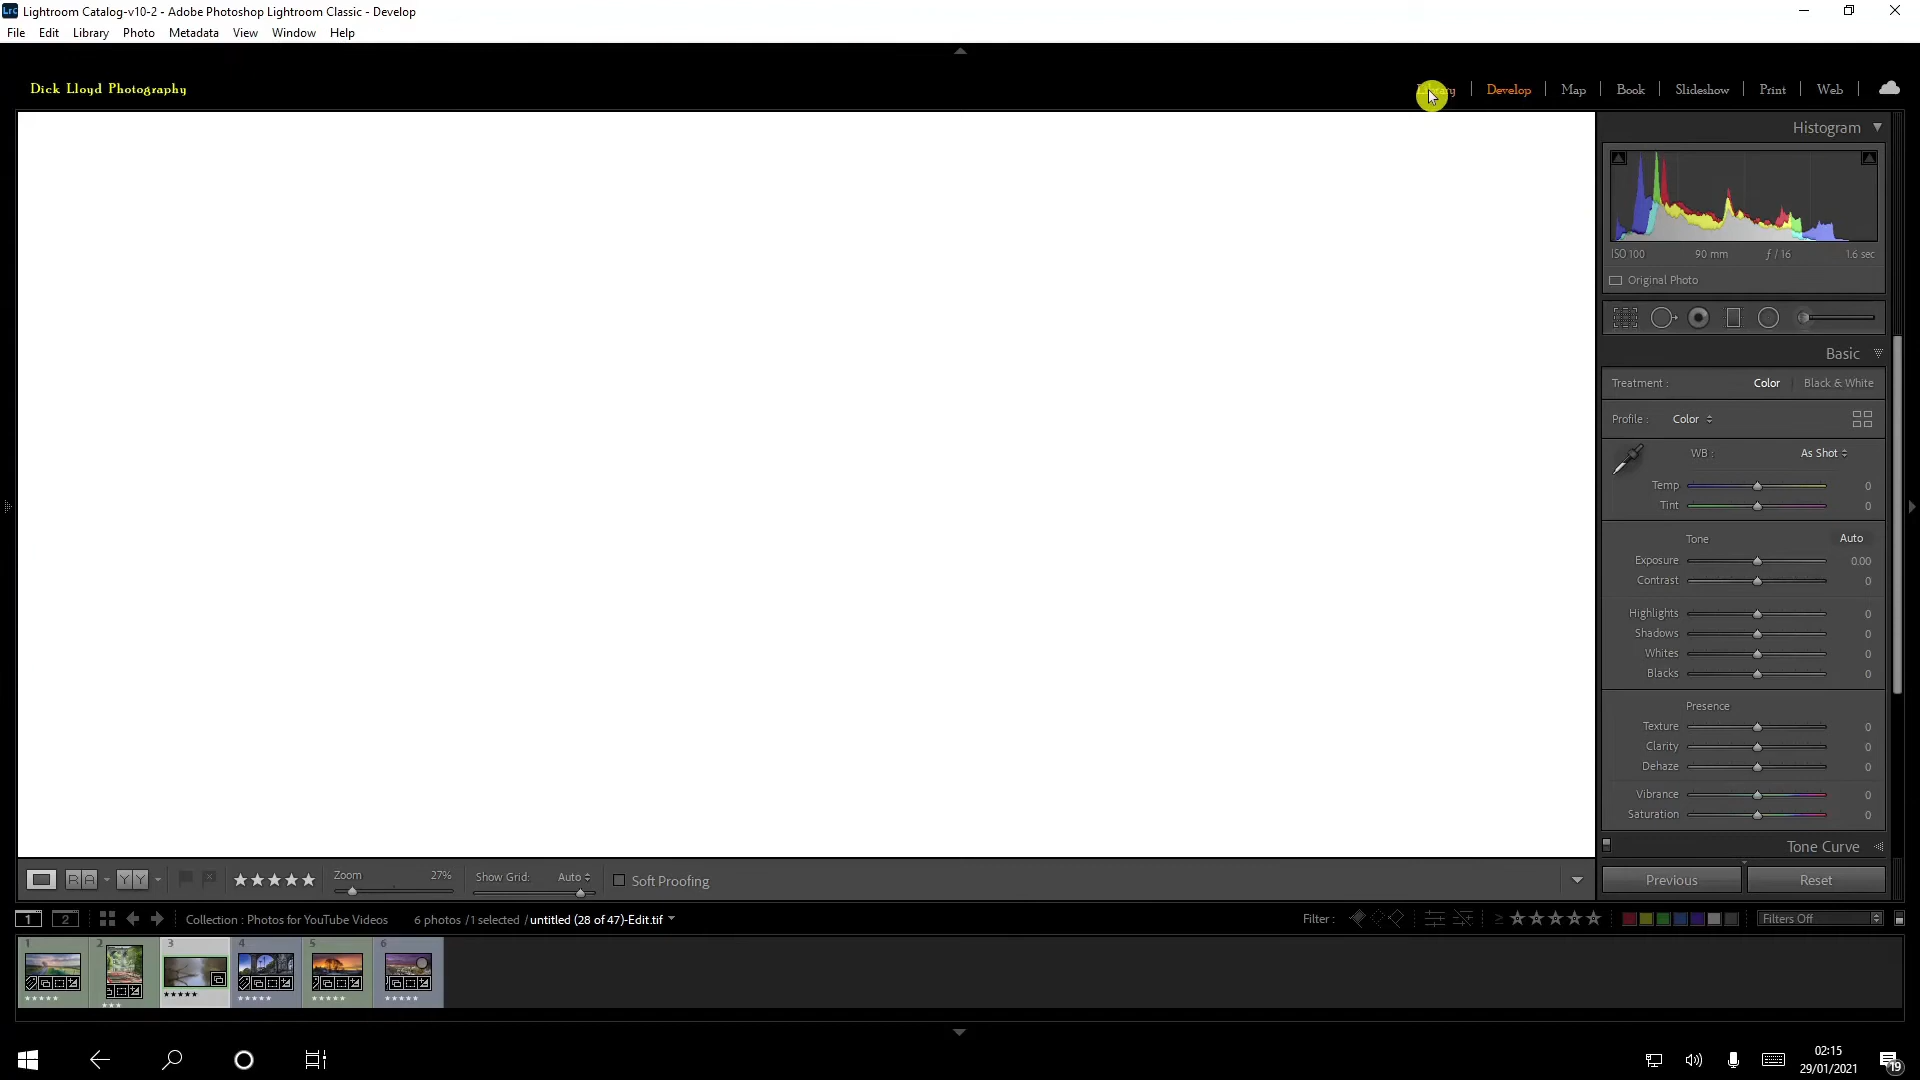 Lrc Lightroom Catalog-v10-2 - Adobe Photoshop Lightroom Classic - Develop
File Edit Library Photo Metadata View Window Help
Dick Lloyd Photography
Library | Develop | Map | Book | Slideshow | Print | Web |
Histogram
ISO 100 90 mm ƒ / 16 1.6 sec
Original Photo
Basic
Treatment : Color Black & White
Profile : Color
WB : As Shot
Temp 0
Tint 0
Tone Auto
Exposure 0.00
Contrast 0
Highlights 0
Shadows 0
Whites 0
Blacks 0
Presence
Texture 0
Clarity 0
Dehaze 0
Vibrance 0
Saturation 0
Tone Curve
R A Y Y Zoom 27% Show Grid: Auto Soft Proofing
Previous Reset
1 2 Collection : Photos for YouTube Videos 6 photos / 1 selected / untitled (28 of 47)-Edit.tif Filter : ≥ Filters Off
1 2 3 4 5 6
02:15
29/01/2021
19